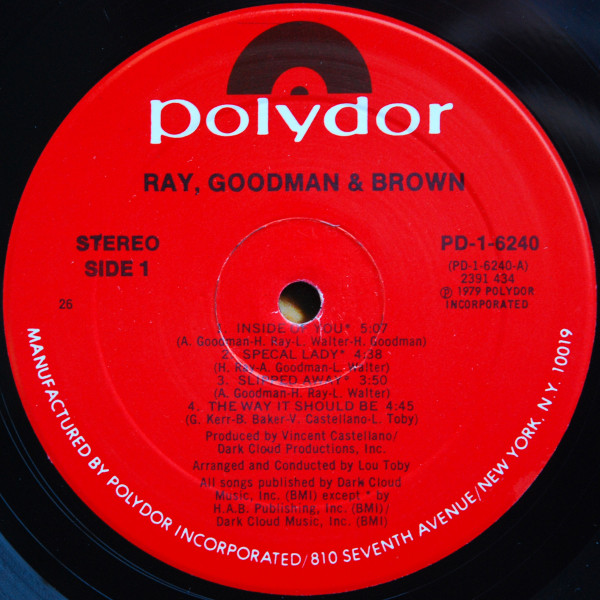 polydor
RAY, GOODMAN & BROWN
STEREO
SIDE 1
26
PD-1-6240
(PD-1-6240-A)
2391 434
℗ 1979 POLYDOR
INCORPORATED
1. INSIDE OF YOU* 5:07
(A. Goodman-H. Ray-L. Walter-H. Goodman)
2. SPECAL LADY* 4:38
(H. Ray-A. Goodman-L. Walter)
3. SLIPPED AWAY* 3:50
(A. Goodman-H. Ray-L. Walter)
4. THE WAY IT SHOULD BE 4:45
(G. Kerr-B. Baker-V. Castellano-L. Toby)
Produced by Vincent Castellano/
Dark Cloud Productions, Inc.
Arranged and Conducted by Lou Toby
All songs published by Dark Cloud
Music, Inc. (BMI) except * by
H.A.B. Publishing, Inc. (BMI)/
Dark Cloud Music, Inc. (BMI)
MANUFACTURED BY POLYDOR INCORPORATED/810 SEVENTH AVENUE/NEW YORK, N.Y. 10019